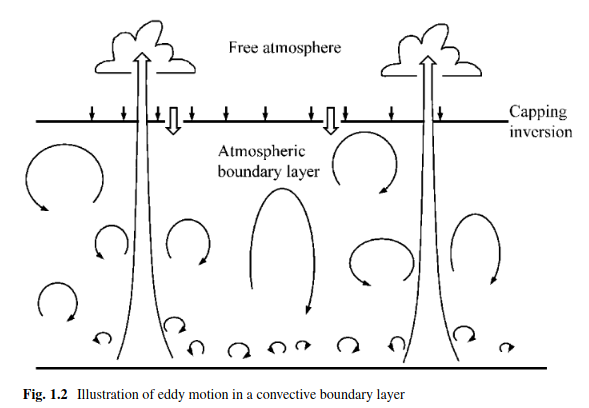 Free atmosphere
Capping
inversion
Atmospheric
boundary layer
Fig. 1.2 Illustration of eddy motion in a convective boundary layer